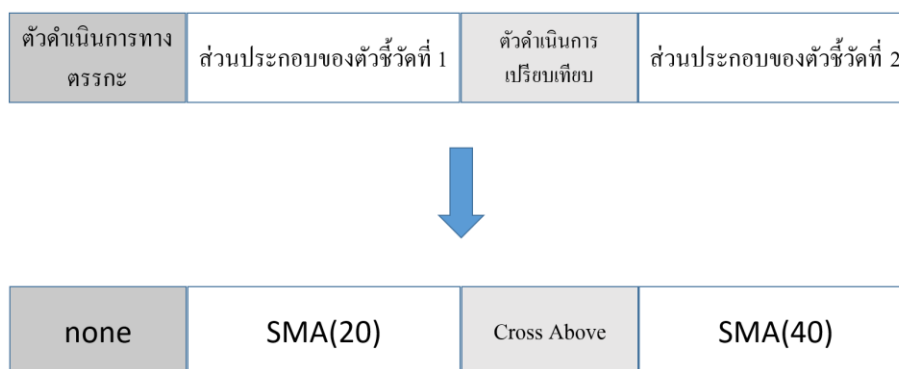 ตัวดำเนินการทาง
ตรรกะ
ส่วนประกอบของตัวชี้วัดที่ 1
ตัวดำเนินการ
เปรียบเทียบ
ส่วนประกอบของตัวชี้วัดที่ 2
none
SMA(20)
Cross Above
SMA(40)